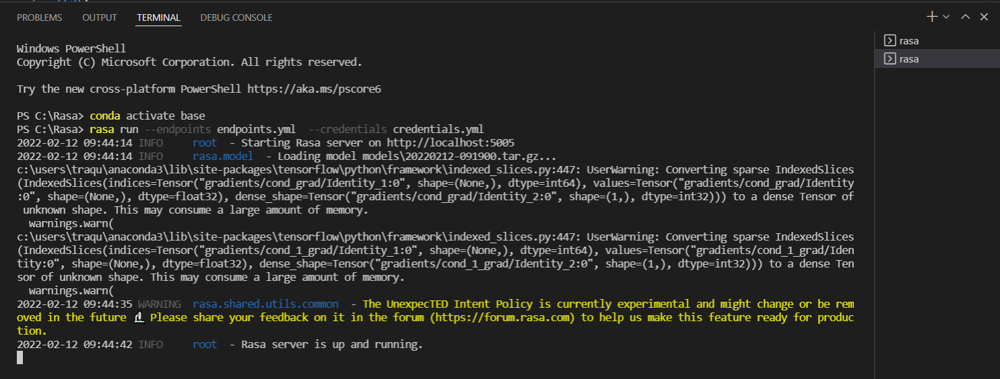 PROBLEMS OUTPUT TERMINAL DEBUG CONSOLE
Windows PowerShell
Copyright (C) Microsoft Corporation. All rights reserved.
Try the new cross-platform PowerShell https://aka.ms/pscore6
PS C:\Rasa> conda activate base
PS C:\Rasa> rasa run --endpoints endpoints.yml  --credentials credentials.yml
2022-02-12 09:44:14 INFO     root  - Starting Rasa server on http://localhost:5005
2022-02-12 09:44:14 INFO     rasa.model  - Loading model models\20220212-091900.tar.gz...
c:\users\traqu\anaconda3\lib\site-packages\tensorflow\python\framework\indexed_slices.py:447: UserWarning: Converting sparse IndexedSlices
(IndexedSlices(indices=Tensor("gradients/cond_grad/Identity_1:0", shape=(None,), dtype=int64), values=Tensor("gradients/cond_grad/Identity
:0", shape=(None,), dtype=float32), dense_shape=Tensor("gradients/cond_grad/Identity_2:0", shape=(1,), dtype=int32))) to a dense Tensor of
 unknown shape. This may consume a large amount of memory.
  warnings.warn(
c:\users\traqu\anaconda3\lib\site-packages\tensorflow\python\framework\indexed_slices.py:447: UserWarning: Converting sparse IndexedSlices
(IndexedSlices(indices=Tensor("gradients/cond_1_grad/Identity_1:0", shape=(None,), dtype=int64), values=Tensor("gradients/cond_1_grad/Iden
tity:0", shape=(None,), dtype=float32), dense_shape=Tensor("gradients/cond_1_grad/Identity_2:0", shape=(1,), dtype=int32))) to a dense Ten
sor of unknown shape. This may consume a large amount of memory.
  warnings.warn(
2022-02-12 09:44:35 WARNING  rasa.shared.utils.common  - The UnexpecTED Intent Policy is currently experimental and might change or be rem
oved in the future 🔬 Please share your feedback on it in the forum (https://forum.rasa.com) to help us make this feature ready for produc
tion.
2022-02-12 09:44:42 INFO     root  - Rasa server is up and running.
rasa
rasa